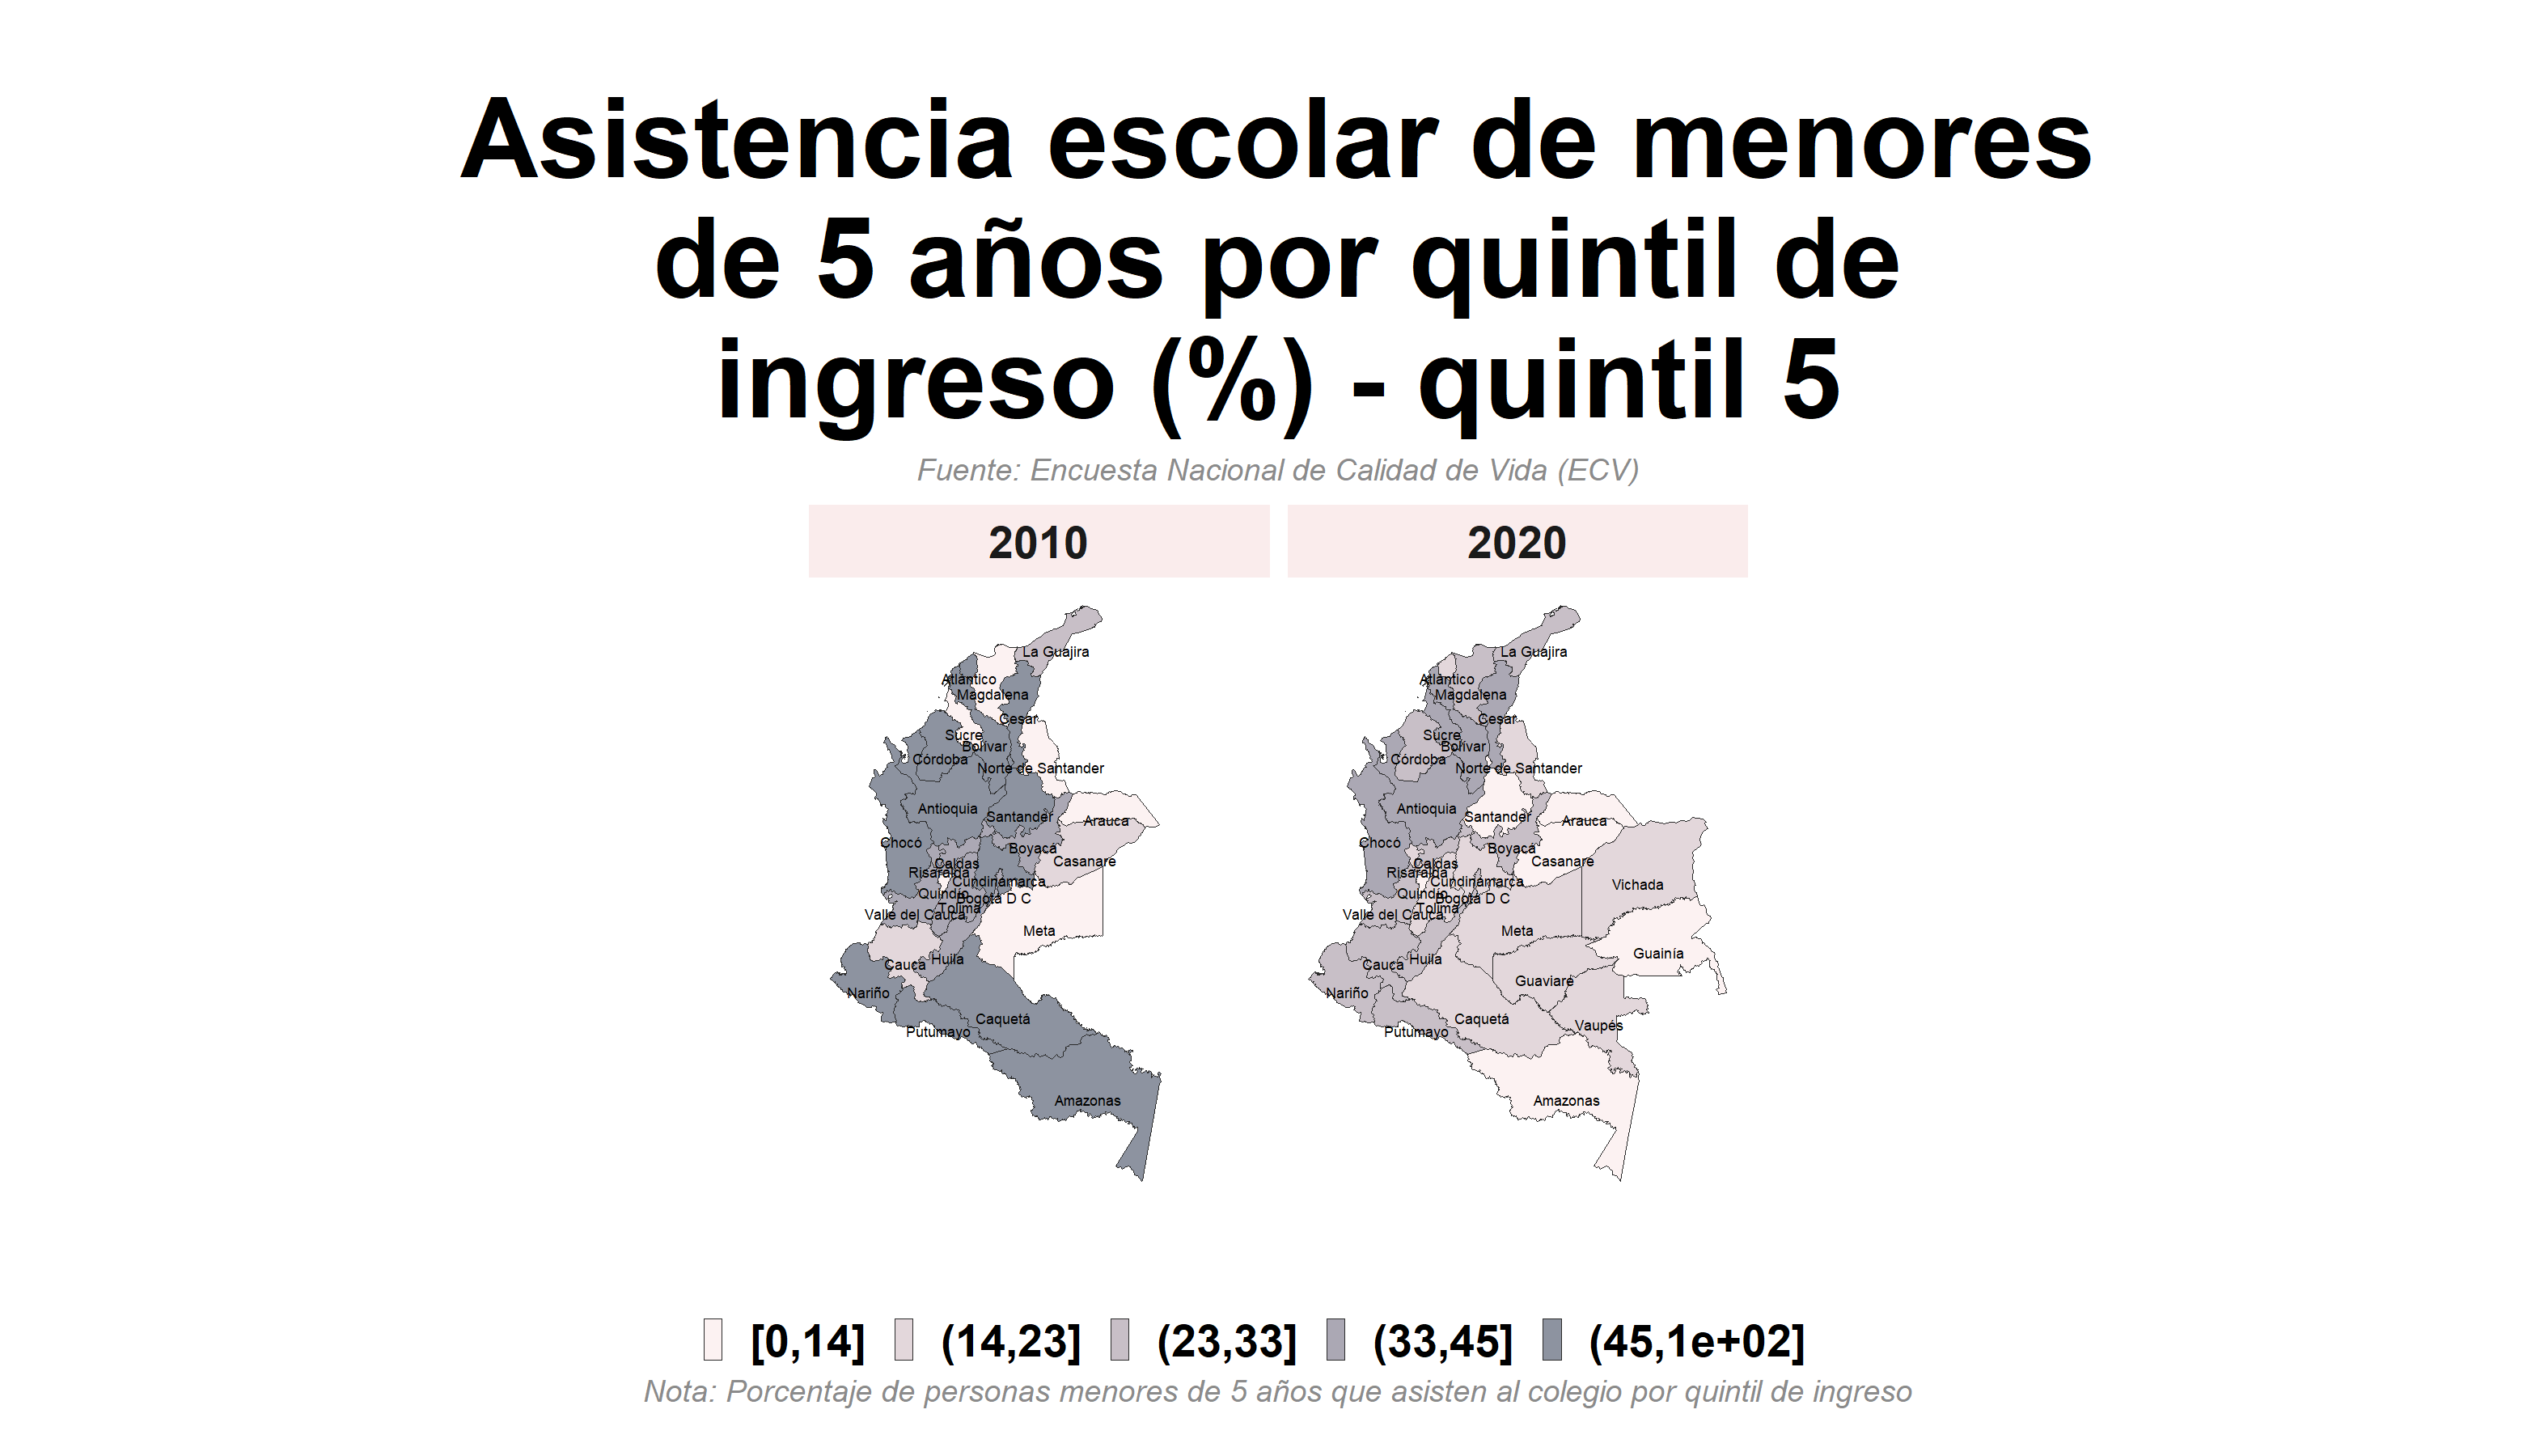 Asistencia escolar de menores
de 5 años por quintil de
ingreso (%) - quintil 5
Fuente: Encuesta Nacional de Calidad de Vida (ECV)
2010
2020
La Guajira
Atlántico
Magdalena
Cesar
Sucre
Bolívar
Córdoba
Norte de Santander
Antioquia
Santander
Arauca
Chocó
Boyacá
Caldas
Casanare
Risaralda
Cundinamarca
Quindío
Bogotá D C
Tolima
Valle del Cauca
Meta
Huila
Cauca
Nariño
Caquetá
Putumayo
Amazonas
La Guajira
Atlántico
Magdalena
Cesar
Sucre
Bolívar
Córdoba
Norte de Santander
Antioquia
Santander
Arauca
Chocó
Boyacá
Caldas
Casanare
Risaralda
Cundinamarca
Vichada
Quindío
Bogotá D C
Tolima
Valle del Cauca
Meta
Guainía
Huila
Cauca
Guaviare
Nariño
Caquetá
Vaupés
Putumayo
Amazonas
[0,14] (14,23] (23,33] (33,45] (45,1e+02]
Nota: Porcentaje de personas menores de 5 años que asisten al colegio por quintil de ingreso